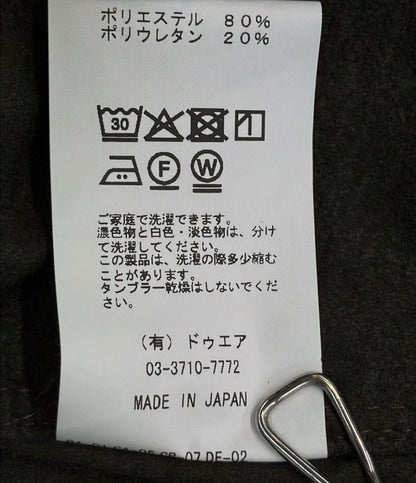 ポリエステル 80%
ポリウレタン 20%
30
F W
ご家庭で洗濯できます。
濃色物と白色・淡色物は、分け
て洗濯してください。
この製品は、洗濯の際多少縮む
ことがあります。
タンブラー乾燥はしないでくだ
さい。
(有) ドゥエア
03-3710-7772
MADE IN JAPAN
07 DE-02